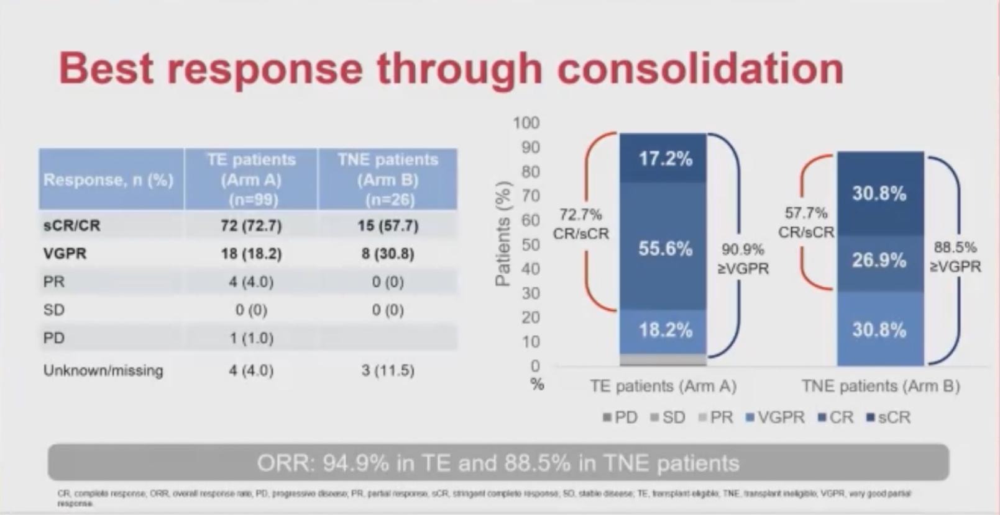 Best response through consolidation
Response, n (%)
TE patients
(Arm A)
(n=99)
TNE patients
(Arm B)
(n=26)
sCR/CR 72 (72.7) 15 (57.7)
VGPR 18 (18.2) 8 (30.8)
PR 4 (4.0) 0 (0)
SD 0 (0) 0 (0)
PD 1 (1.0)
Unknown/missing 4 (4.0) 3 (11.5)
Patients (%)
100
90
80
70
60
50
40
30
20
10
0
%
72.7%
CR/sCR
17.2%
55.6%
18.2%
90.9%
≥VGPR
57.7%
CR/sCR
30.8%
26.9%
30.8%
88.5%
≥VGPR
TE patients (Arm A) TNE patients (Arm B)
PD SD PR VGPR CR sCR
ORR: 94.9% in TE and 88.5% in TNE patients
CR, complete response; ORR, overall response rate; PD, progressive disease; PR, partial response; sCR, stringent complete response; SD, stable disease; TE, transplant-eligible; TNE, transplant ineligible; VGPR, very good partial
response.